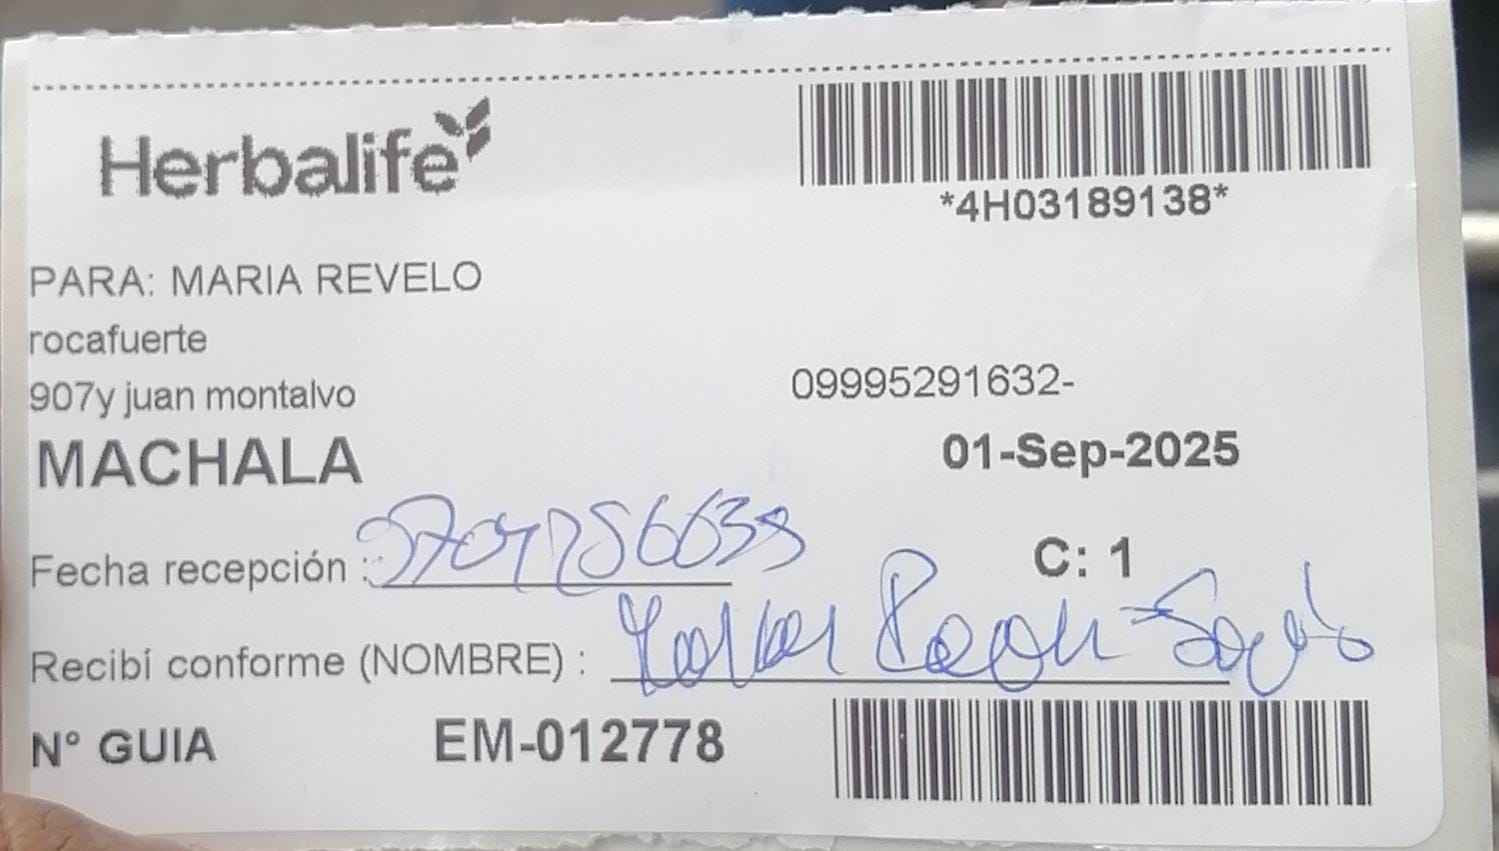 Herbalife
*4H03189138*
PARA: MARIA REVELO
rocafuerte
907y juan montalvo
09995291632-
MACHALA
01-Sep-2025
Fecha recepción :
C: 1
Recibí conforme (NOMBRE) :
N° GUIA EM-012778